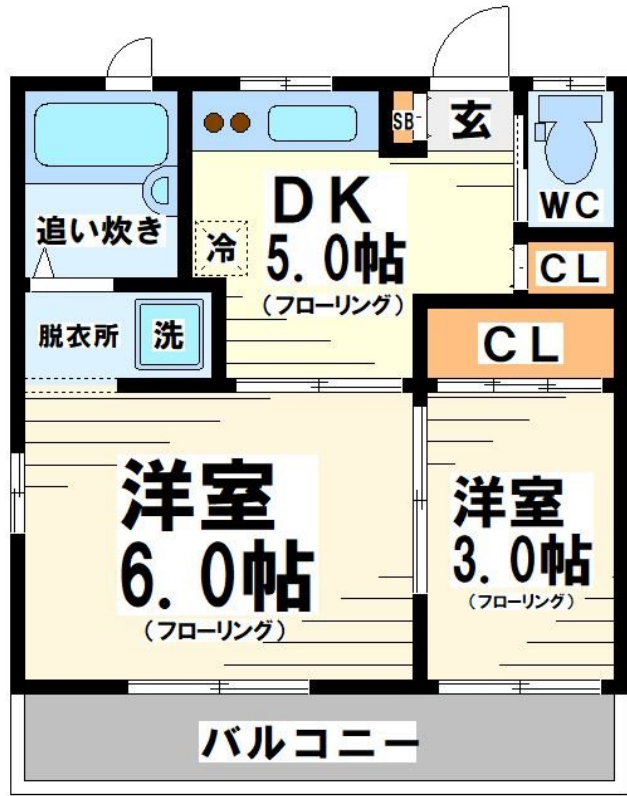 SB
玄
DK
5.0帖
(フローリング)
WC
追い炊き
冷
CL
脱衣所
洗
CL
洋室
6.0帖
(フローリング)
洋室
3.0帖
(フローリング)
バルコニー